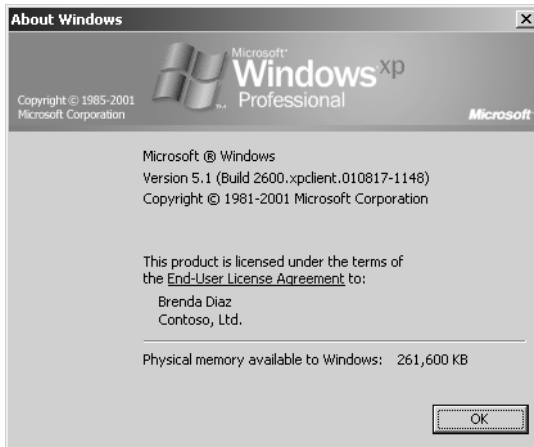 About Windows
Microsoft
Windows xp
Professional
Copyright © 1985-2001
Microsoft Corporation
Microsoft
Microsoft ® Windows
Version 5.1 (Build 2600.xpclient.010817-1148)
Copyright © 1981-2001 Microsoft Corporation
This product is licensed under the terms of
the End-User License Agreement to:
Brenda Diaz
Contoso, Ltd.
Physical memory available to Windows: 261,600 KB
OK